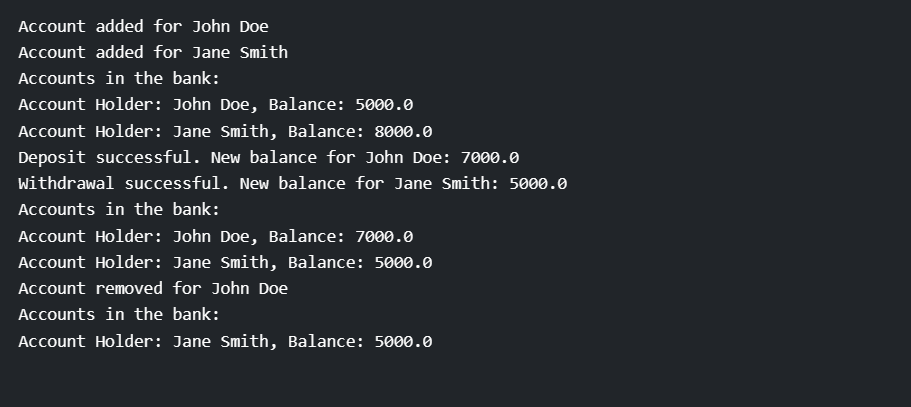 Account added for John Doe
Account added for Jane Smith
Accounts in the bank:
Account Holder: John Doe, Balance: 5000.0
Account Holder: Jane Smith, Balance: 8000.0
Deposit successful. New balance for John Doe: 7000.0
Withdrawal successful. New balance for Jane Smith: 5000.0
Accounts in the bank:
Account Holder: John Doe, Balance: 7000.0
Account Holder: Jane Smith, Balance: 5000.0
Account removed for John Doe
Accounts in the bank:
Account Holder: Jane Smith, Balance: 5000.0